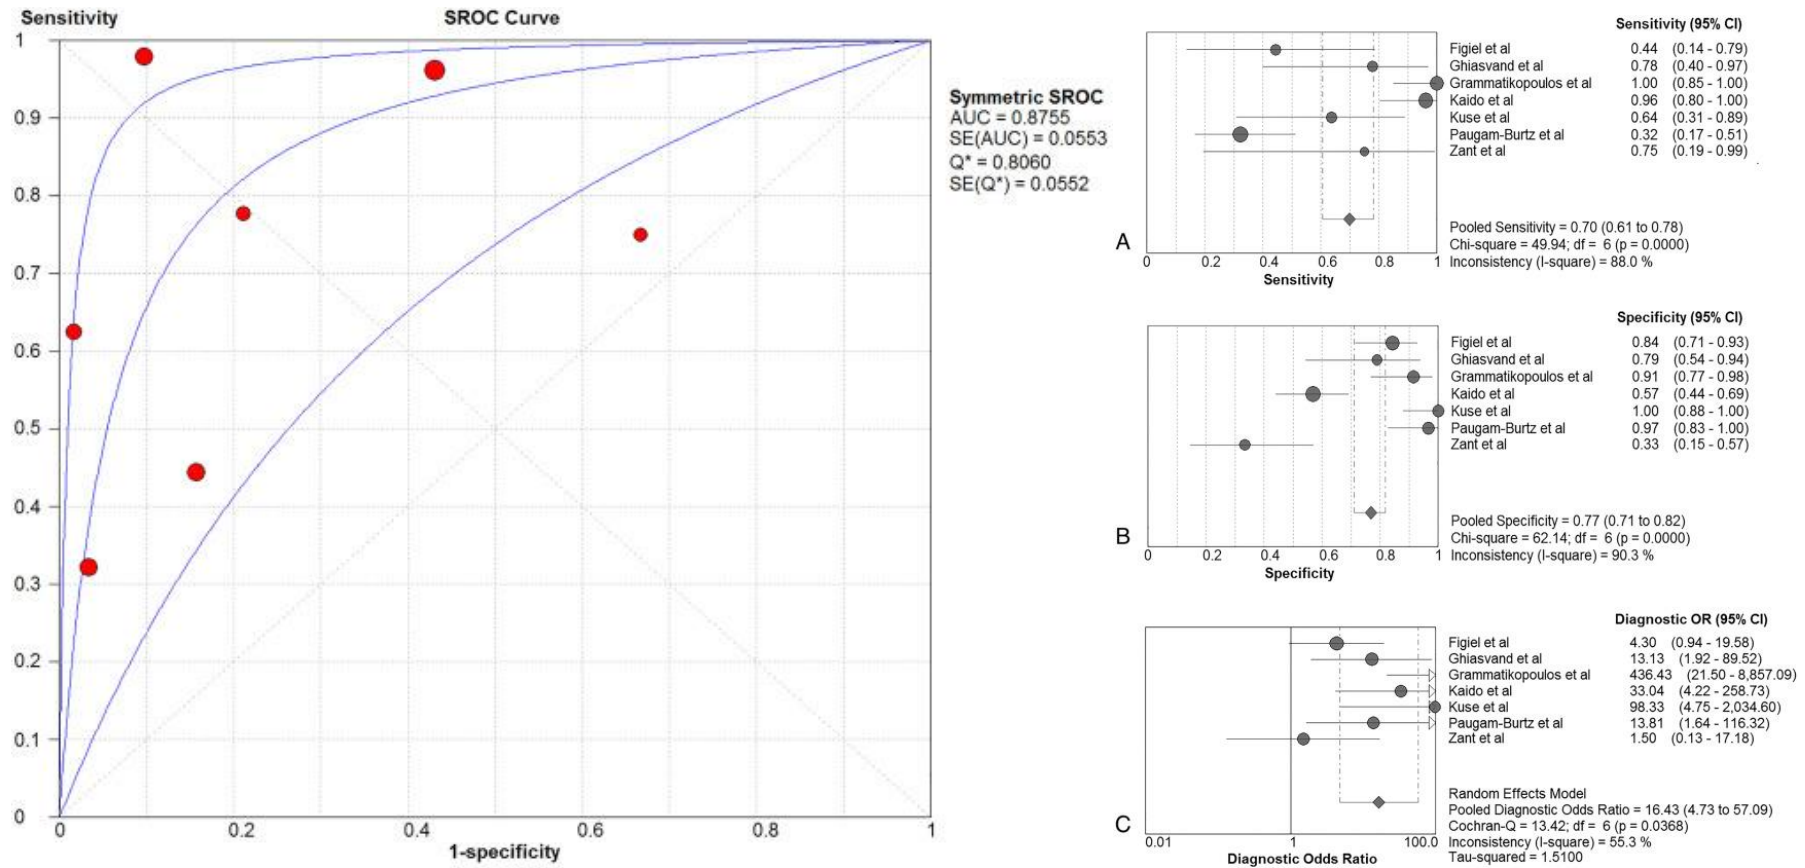 Sensitivity
SROC Curve
1
0.9
0.8
0.7
0.6
0.5
0.4
0.3
0.2
0.1
0
0 0.2 0.4 0.6 0.8 1
1-specificity
Symmetric SROC
AUC = 0.8755
SE(AUC) = 0.0553
Q* = 0.8060
SE(Q*) = 0.0552
A
Sensitivity (95% CI)
Figiel et al 0.44 (0.14 - 0.79)
Ghiasvand et al 0.78 (0.40 - 0.97)
Grammatikopoulos et al 1.00 (0.85 - 1.00)
Kaido et al 0.96 (0.80 - 1.00)
Kuse et al 0.64 (0.31 - 0.89)
Paugam-Burtz et al 0.32 (0.17 - 0.51)
Zant et al 0.75 (0.19 - 0.99)
Pooled Sensitivity = 0.70 (0.61 to 0.78)
Chi-square = 49.94; df = 6 (p = 0.0000)
Inconsistency (I-square) = 88.0 %
0 0.2 0.4 0.6 0.8 1
Sensitivity
B
Specificity (95% CI)
Figiel et al 0.84 (0.71 - 0.93)
Ghiasvand et al 0.79 (0.54 - 0.94)
Grammatikopoulos et al 0.91 (0.77 - 0.98)
Kaido et al 0.57 (0.44 - 0.69)
Kuse et al 1.00 (0.88 - 1.00)
Paugam-Burtz et al 0.97 (0.83 - 1.00)
Zant et al 0.33 (0.15 - 0.57)
Pooled Specificity = 0.77 (0.71 to 0.82)
Chi-square = 62.14; df = 6 (p = 0.0000)
Inconsistency (I-square) = 90.3 %
0 0.2 0.4 0.6 0.8 1
Specificity
C
Diagnostic OR (95% CI)
Figiel et al 4.30 (0.94 - 19.58)
Ghiasvand et al 13.13 (1.92 - 89.52)
Grammatikopoulos et al 436.43 (21.50 - 8,857.09)
Kaido et al 33.04 (4.22 - 258.73)
Kuse et al 98.33 (4.75 - 2,034.60)
Paugam-Burtz et al 13.81 (1.64 - 116.32)
Zant et al 1.50 (0.13 - 17.18)
Random Effects Model
Pooled Diagnostic Odds Ratio = 16.43 (4.73 to 57.09)
Cochran-Q = 13.42; df = 6 (p = 0.0368)
Inconsistency (I-square) = 55.3 %
Tau-squared = 1.5100
0.01 1 100.0
Diagnostic Odds Ratio